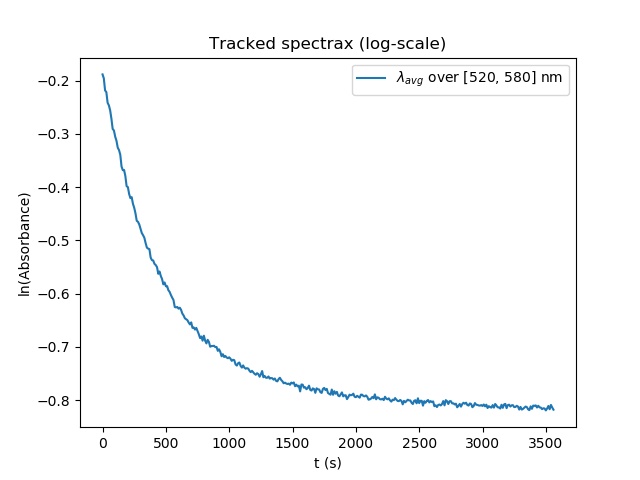 Tracked spectrax (log-scale)
λavg over [520, 580] nm
−0.2
−0.3
−0.4
−0.5
−0.6
−0.7
−0.8
ln(Absorbance)
0 500 1000 1500 2000 2500 3000 3500
t (s)